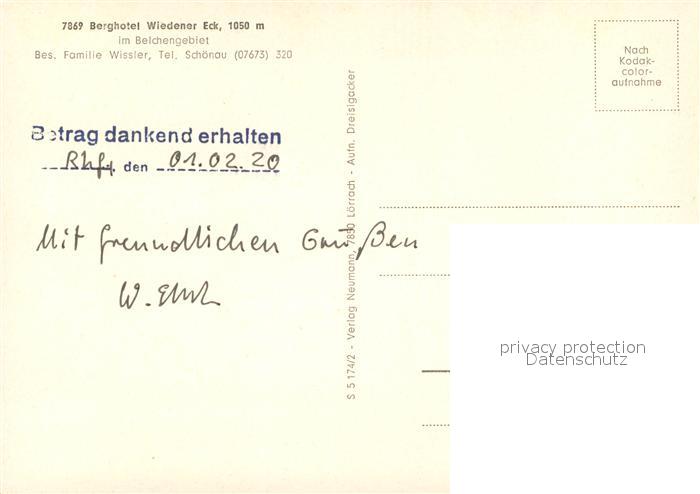 7869 Berghotel Wiedener Eck, 1050 m
im Belchengebiet
Bes. Familie Wissler, Tel. Schönau (07673) 320
Nach
Kodak-
color-
aufnahme
Betrag dankend erhalten
den 01.02.20
Mit freundlichen Grüßen
W.
S 5 174/2 - Verlag Neumann, 7850 Lörrach - Aufn. Dreisigacker
privacy protection
Datenschutz